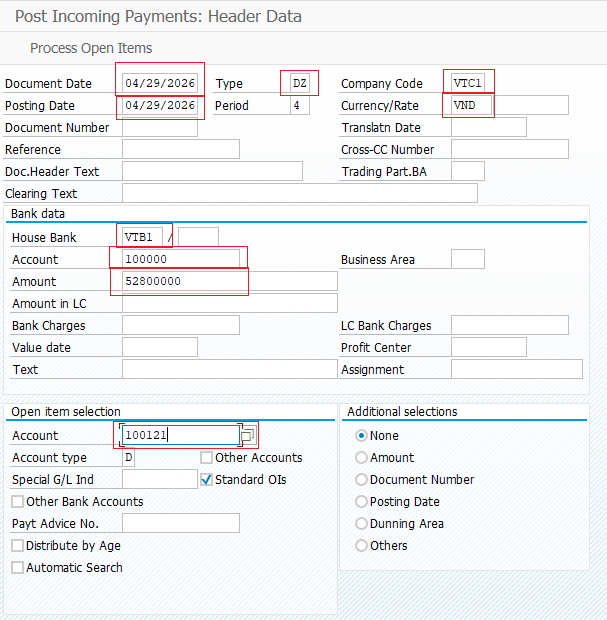 Post Incoming Payments: Header Data
Process Open Items
Document Date 04/29/2026 Type DZ Company Code VTC1
Posting Date 04/29/2026 Period 4 Currency/Rate VND
Document Number Translatn Date
Reference Cross-CC Number
Doc.Header Text Trading Part.BA
Clearing Text
Bank data
House Bank VTB1 /
Account 100000 Business Area
Amount 52800000
Amount in LC
Bank Charges LC Bank Charges
Value date Profit Center
Text Assignment
Open item selection Additional selections
Account 100121 None
Account type D Other Accounts Amount
Special G/L Ind Standard OIs Document Number
Other Bank Accounts Posting Date
Payt Advice No. Dunning Area
Distribute by Age Others
Automatic Search